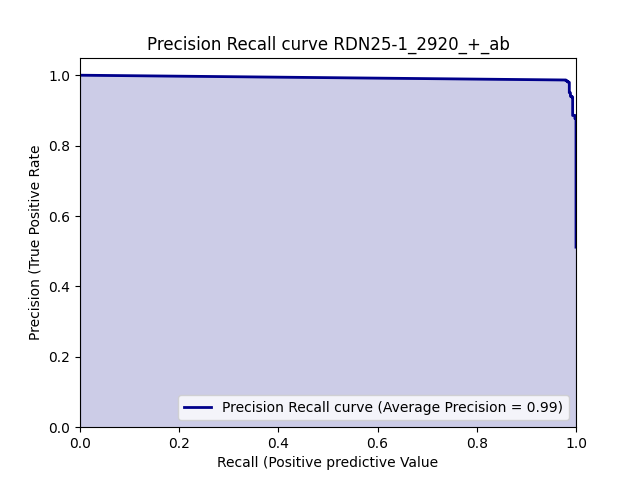 Precision Recall curve RDN25-1_2920_+_ab
Precision (True Positive Rate
1.0
0.8
0.6
0.4
0.2
0.0
Precision Recall curve (Average Precision = 0.99)
0.0 0.2 0.4 0.6 0.8 1.0
Recall (Positive predictive Value